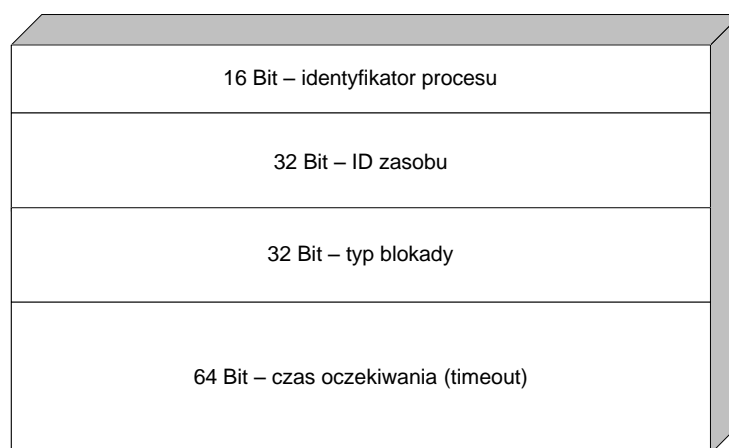 16 Bit – identyfikator procesu
32 Bit – ID zasobu
32 Bit – typ blokady
64 Bit – czas oczekiwania (timeout)